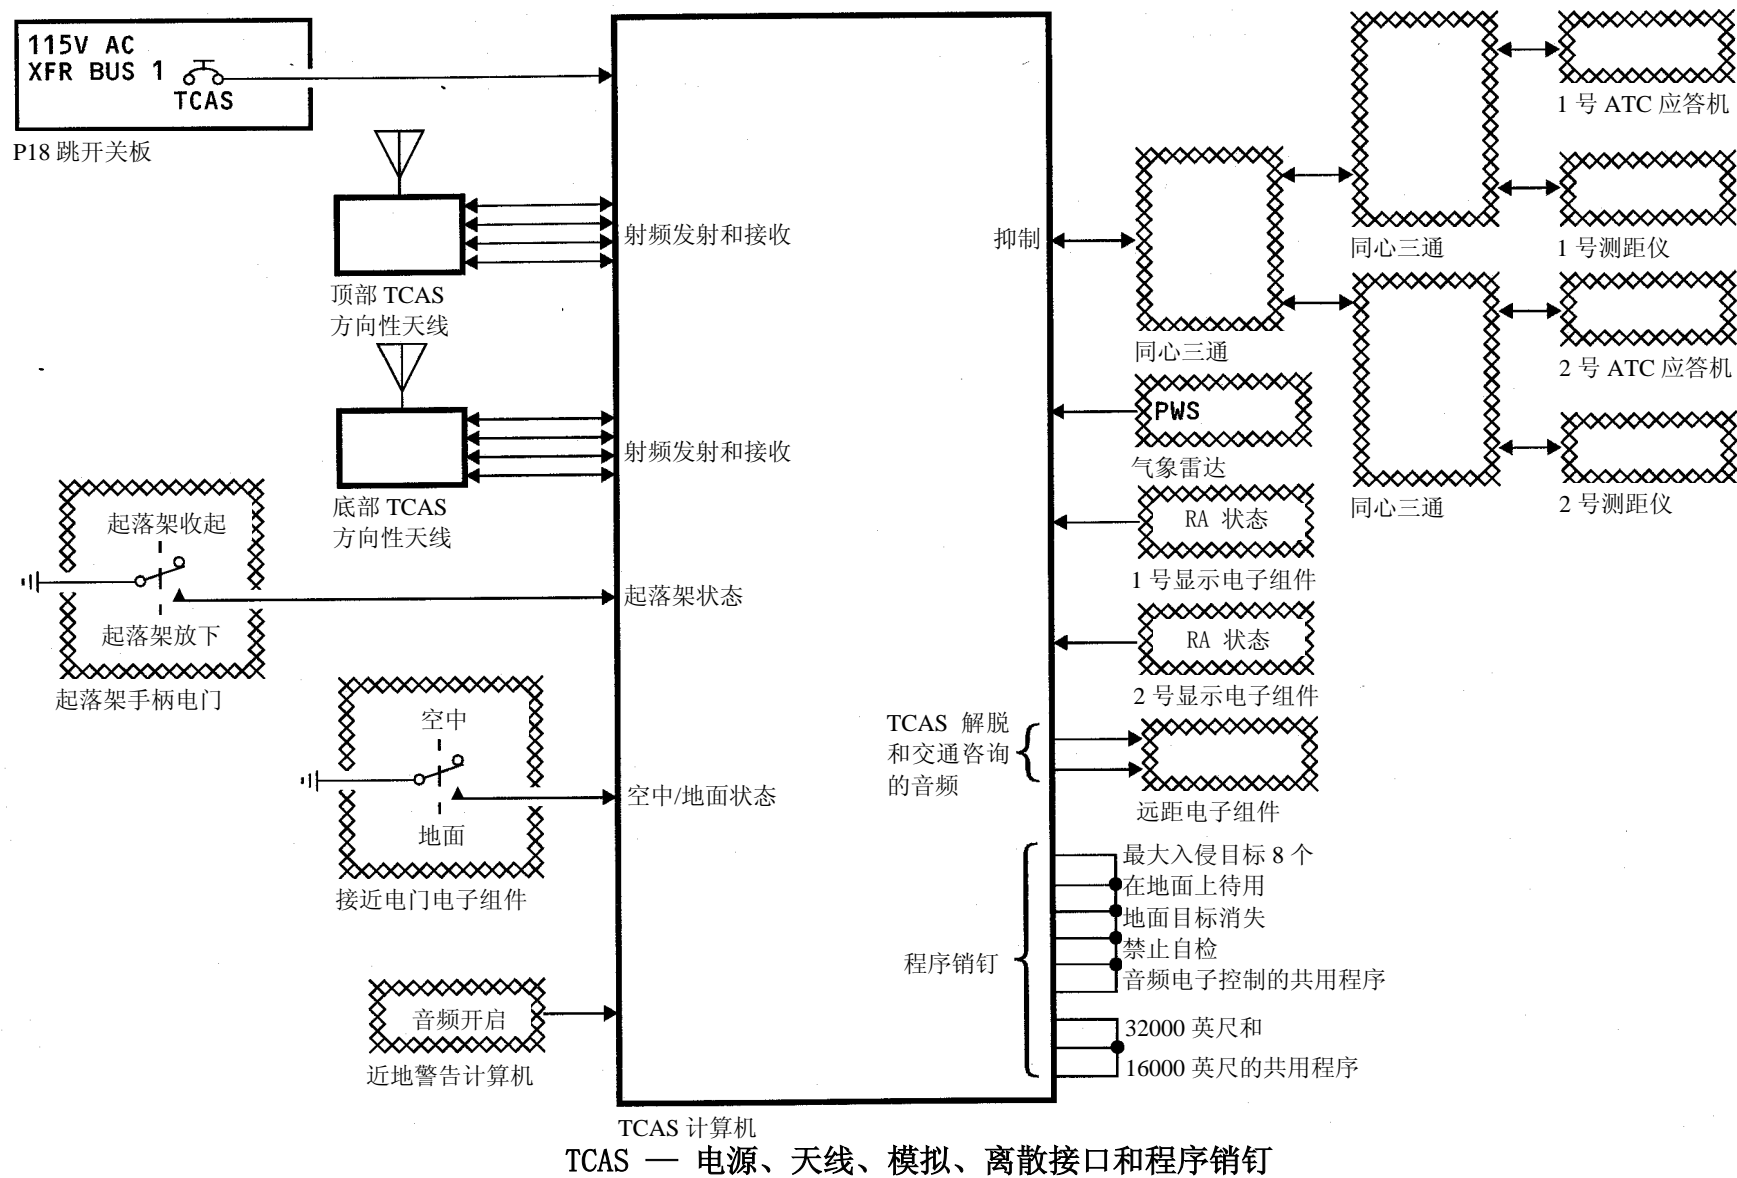 115V AC
XFR BUS 1
TCAS
P18 跳开关板
顶部 TCAS
方向性天线
射频发射和接收
底部 TCAS
方向性天线
射频发射和接收
起落架收起
起落架放下
起落架手柄电门
起落架状态
空中
地面
接近电门电子组件
空中/地面状态
音频开启
近地警告计算机
TCAS 计算机
抑制
同心三通
同心三通
1 号 ATC 应答机
1 号测距仪
同心三通
2 号 ATC 应答机
2 号测距仪
PWS
气象雷达
RA 状态
1 号显示电子组件
RA 状态
2 号显示电子组件
TCAS 解脱
和交通咨询
的音频
远距电子组件
程序销钉
最大入侵目标 8 个
在地面上待用
地面目标消失
禁止自检
音频电子控制的共用程序
32000 英尺和
16000 英尺的共用程序
TCAS — 电源、天线、模拟、离散接口和程序销钉